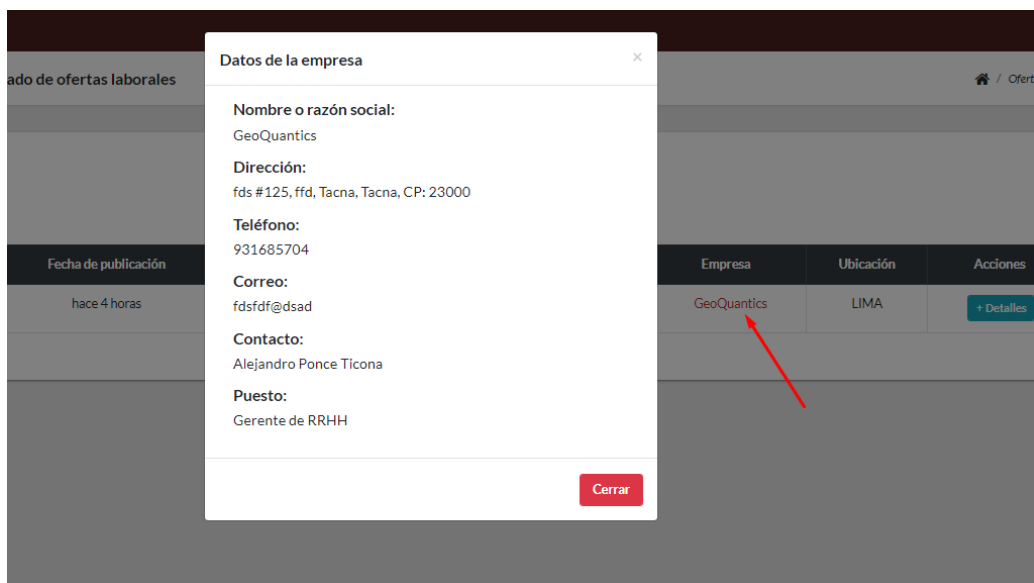 Datos de la empresa ×
ado de ofertas laborales
/ Ofert
Nombre o razón social:
GeoQuantics
Dirección:
fds #125, ffd, Tacna, Tacna, CP: 23000
Teléfono:
931685704
Correo:
fdsfdf@dsad
Contacto:
Alejandro Ponce Ticona
Puesto:
Gerente de RRHH
Cerrar
Fecha de publicación Empresa Ubicación Acciones
hace 4 horas GeoQuantics LIMA + Detalles